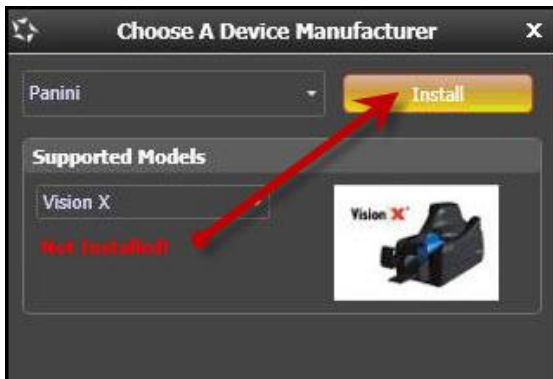 Choose A Device Manufacturer X
Panini
Install
Supported Models
Vision X
Not Installed!
Vision X